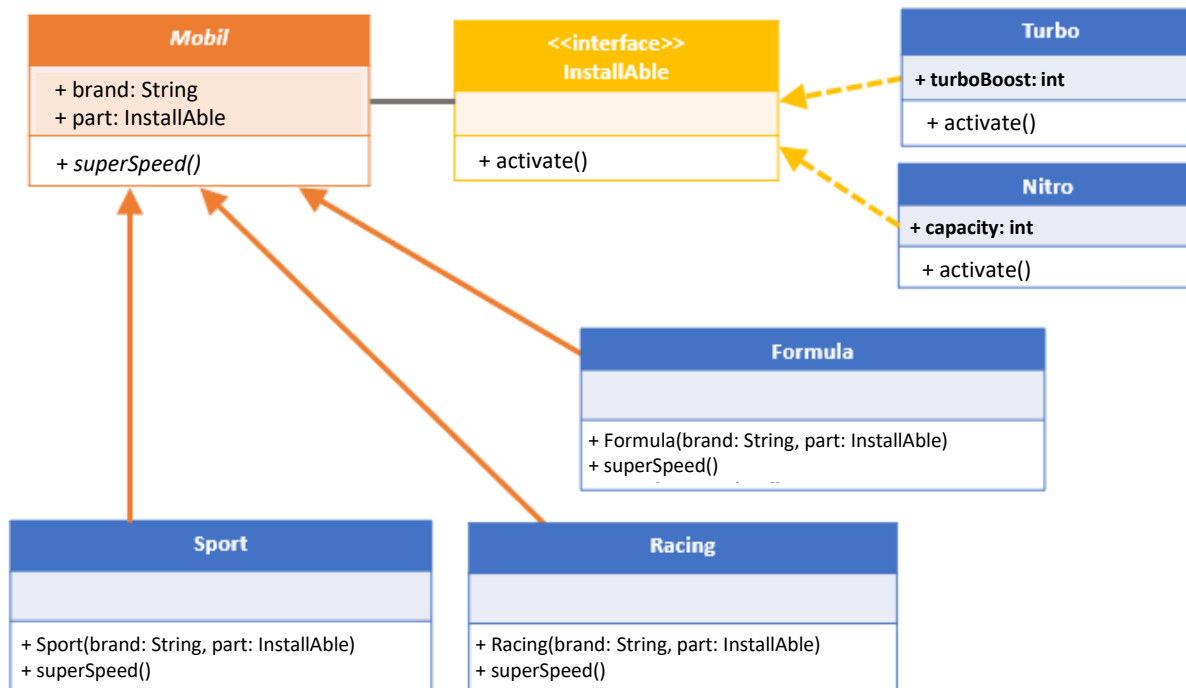 Mobil
+ brand: String
+ part: InstallAble
+ superSpeed()
<<interface>>
InstallAble
+ activate()
Turbo
+ turboBoost: int
+ activate()
Nitro
+ capacity: int
+ activate()
Formula
+ Formula(brand: String, part: InstallAble)
+ superSpeed()
Sport
+ Sport(brand: String, part: InstallAble)
+ superSpeed()
Racing
+ Racing(brand: String, part: InstallAble)
+ superSpeed()